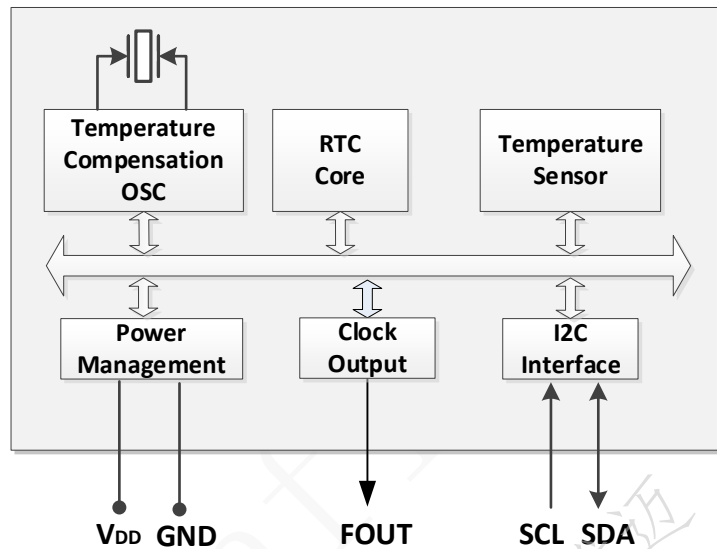 Temperature
Compensation
OSC
RTC
Core
Temperature
Sensor
Power
Management
Clock
Output
I2C
Interface
VDD GND FOUT SCL SDA